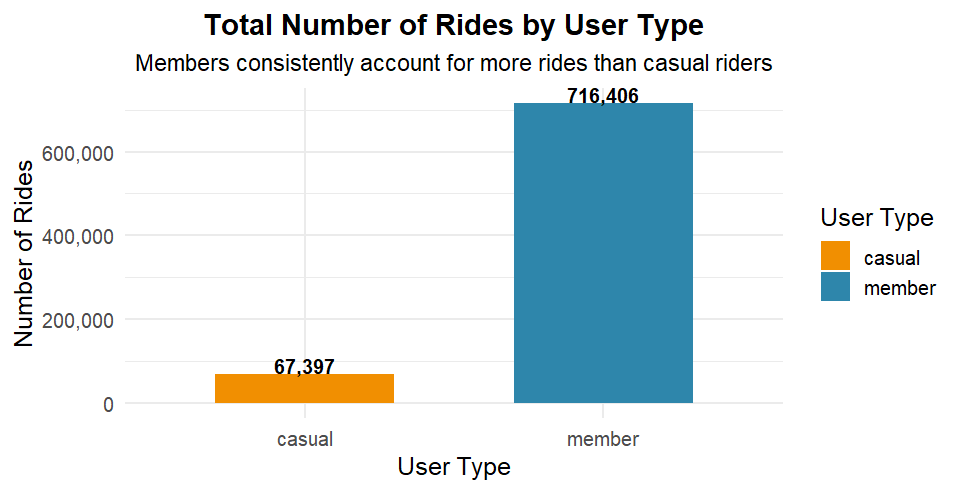 Total Number of Rides by User Type
Members consistently account for more rides than casual riders
Number of Rides
600,000
400,000
200,000
0
67,397
716,406
casual
member
User Type
User Type
casual
member